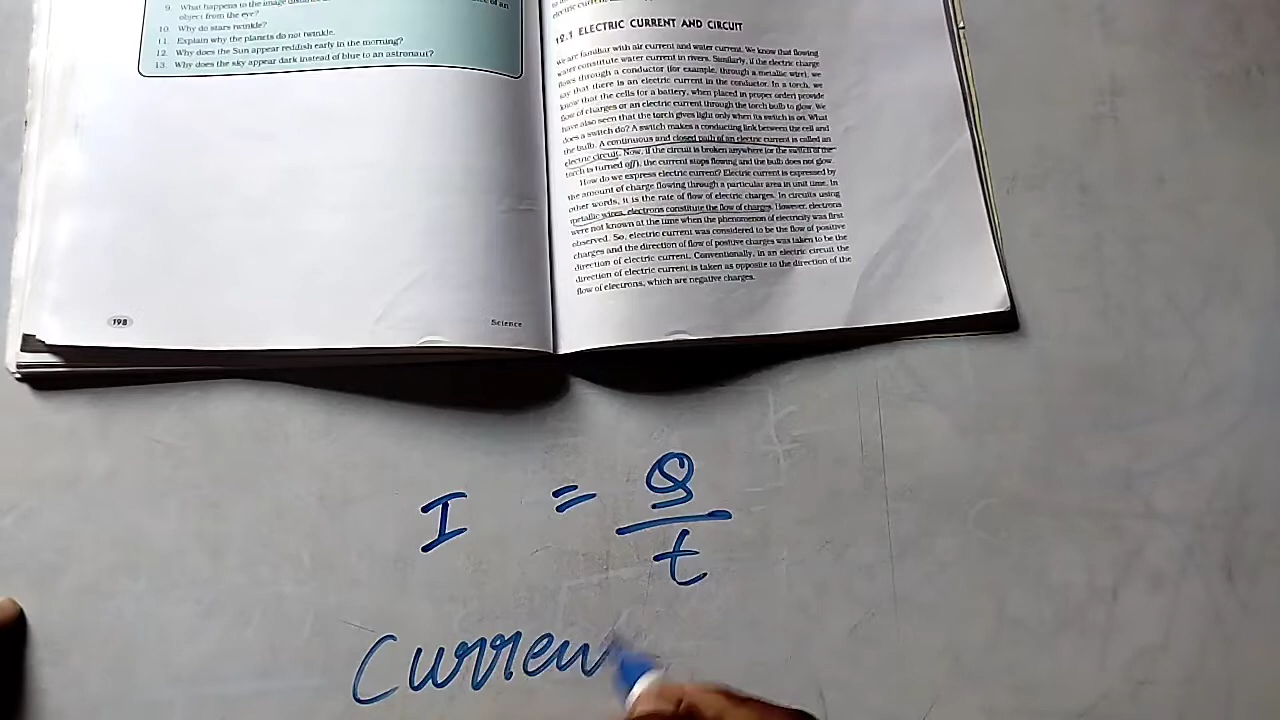 9. What happens to the image
object from the eye?
10. Why do stars twinkle?
11. Explain why the planets do not twinkle.
12. Why does the Sun appear reddish early in the morning?
13. Why does the sky appear dark instead of blue to an astronaut?
198
Science
12.1 ELECTRIC CURRENT AND CIRCUIT
We are familiar with air current and water current. We know that flowing
water constitute water current in rivers. Similarly, if the electric charge
flows through a conductor (for example, through a metallic wire), we
say that there is an electric current in the conductor. In a torch, we
know that the cells (or a battery, when placed in proper order) provide
flow of charges or an electric current through the torch bulb to glow. We
have also seen that the torch gives light only when its switch is on. What
does a switch do? A switch makes a conducting link between the cell and
the bulb. A continuous and closed path of an electric current is called an
electric circuit. Now, if the circuit is broken anywhere (or the switch of the
torch is turned off), the current stops flowing and the bulb does not glow.
How do we express electric current? Electric current is expressed by
the amount of charge flowing through a particular area in unit time. In
other words, it is the rate of flow of electric charges. In circuits using
metallic wires, electrons constitute the flow of charges. However, electrons
were not known at the time when the phenomenon of electricity was first
observed. So, electric current was considered to be the flow of positive
charges and the direction of flow of positive charges was taken to be the
direction of electric current. Conventionally, in an electric circuit the
direction of electric current is taken as opposite to the direction of the
flow of electrons, which are negative charges.
I = Q
t
Curren